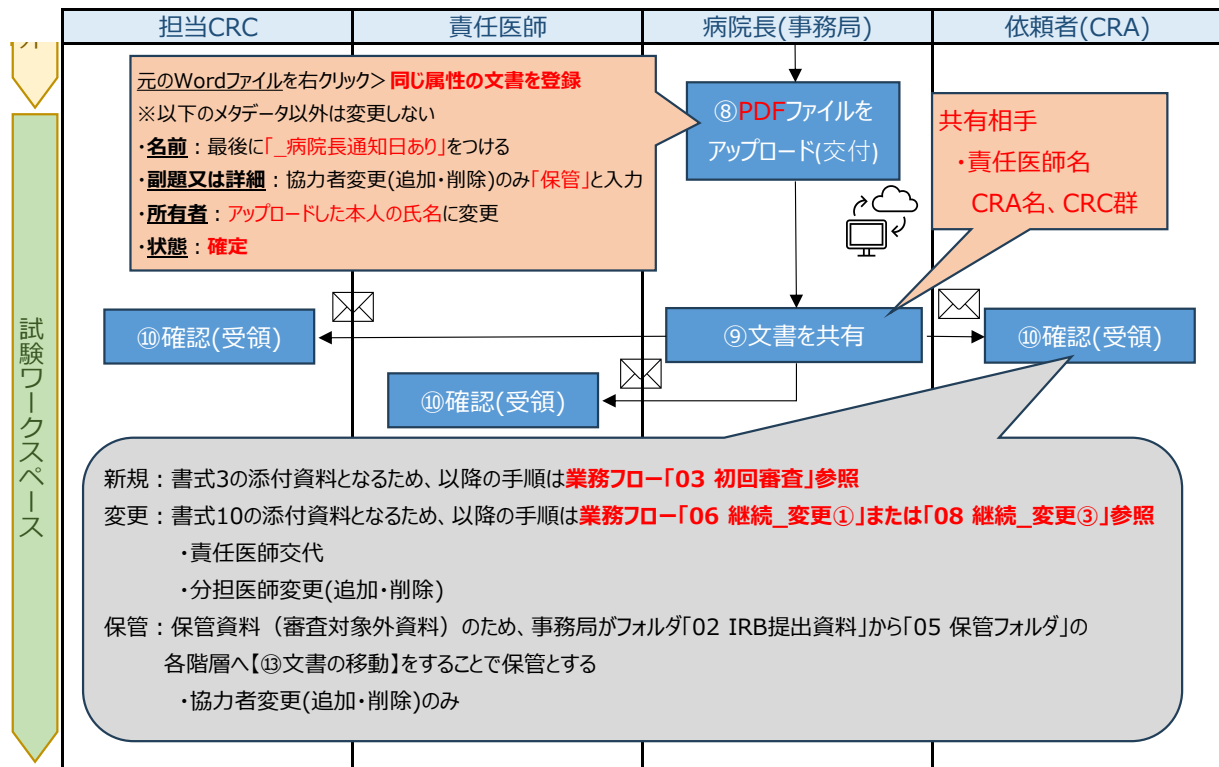 担当CRC
責任医師
病院長(事務局)
依頼者(CRA)
元のWordファイルを右クリック> 同じ属性の文書を登録
※以下のメタデータ以外は変更しない
・名前：最後に「_病院長通知日あり」をつける
・副題又は詳細：協力者変更(追加・削除)のみ「保管」と入力
・所有者：アップロードした本人の氏名に変更
・状態：確定
⑧PDFファイルを
アップロード(交付)
共有相手
・責任医師名
CRA名、CRC群
試験ワークスペース
⑩確認(受領)
⑨文書を共有
⑩確認(受領)
⑩確認(受領)
新規：書式3の添付資料となるため、以降の手順は業務フロー「03 初回審査」参照
変更：書式10の添付資料となるため、以降の手順は業務フロー「06 継続_変更①」または「08 継続_変更③」参照
・責任医師交代
・分担医師変更(追加・削除)
保管：保管資料（審査対象外資料）のため、事務局がフォルダ「02 IRB提出資料」から「05 保管フォルダ」の
各階層へ【⑬文書の移動】をすることで保管とする
・協力者変更(追加・削除)のみ